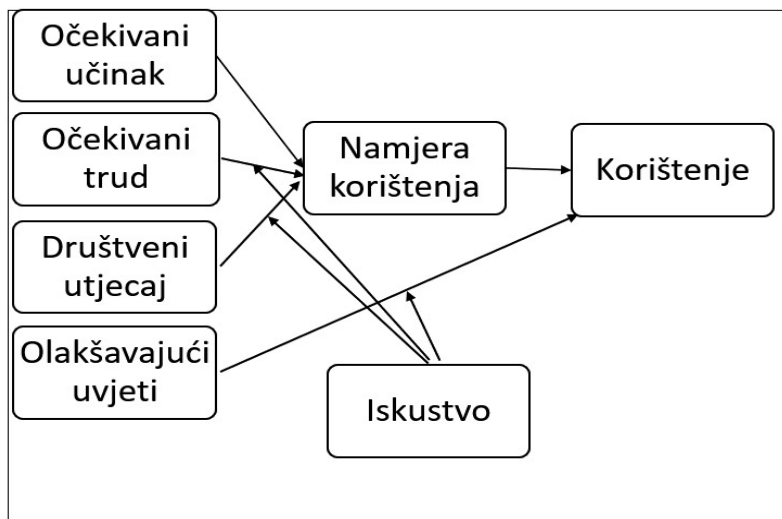 Očekivani
učinak
Očekivani
trud
Društveni
utjecaj
Olakšavajući
uvjeti
Namjera
korištenja
Korištenje
Iskustvo